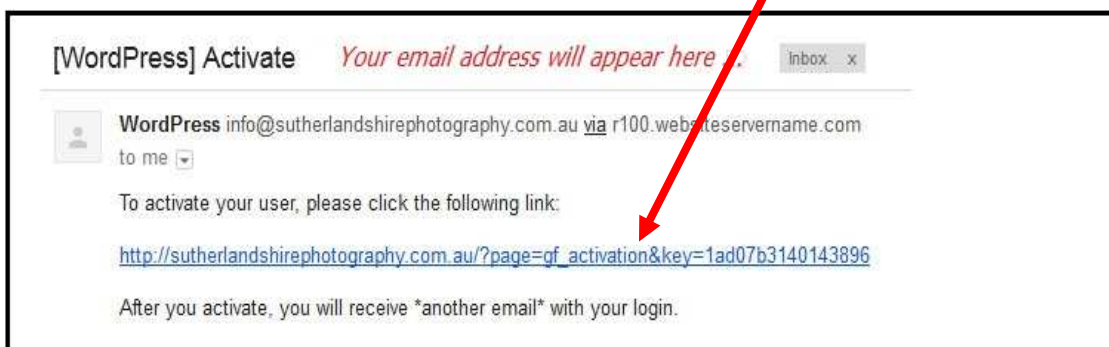 [WordPress] Activate Your email address will appear here ... Inbox x
WordPress info@sutherlandshirephotography.com.au via r100.websiteservername.com
to me
To activate your user, please click the following link:
http://sutherlandshirephotography.com.au/?page=gf_activation&key=1ad07b3140143896
After you activate, you will receive *another email* with your login.